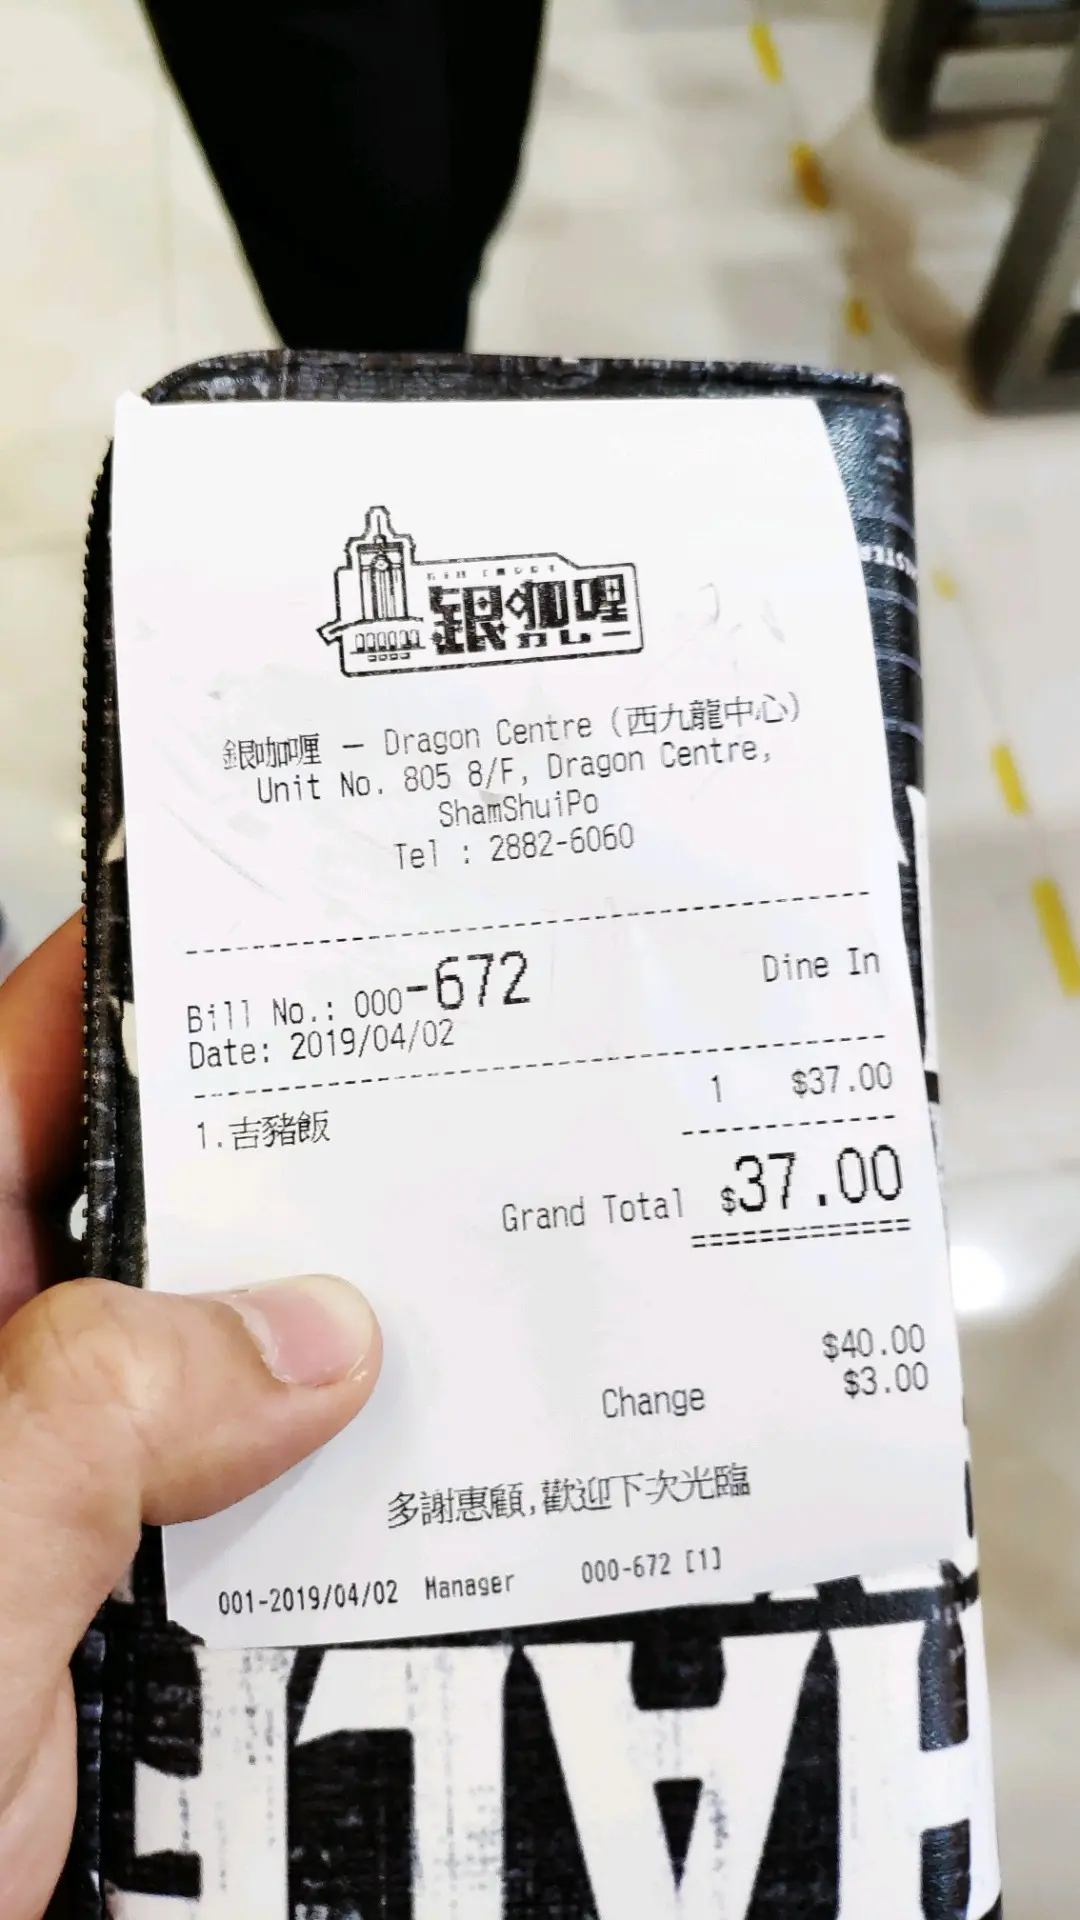 銀咖喱
銀咖喱 - Dragon Centre (西九龍中心)
Unit No. 805 8/F, Dragon Centre,
ShamShuiPo
Tel : 2882-6060
Bill No.: 000-672 Dine In
Date: 2019/04/02
1.吉豬飯 1 $37.00
Grand Total $37.00
$40.00
Change $3.00
多謝惠顧,歡迎下次光臨
001-2019/04/02 Manager 000-672 [1]